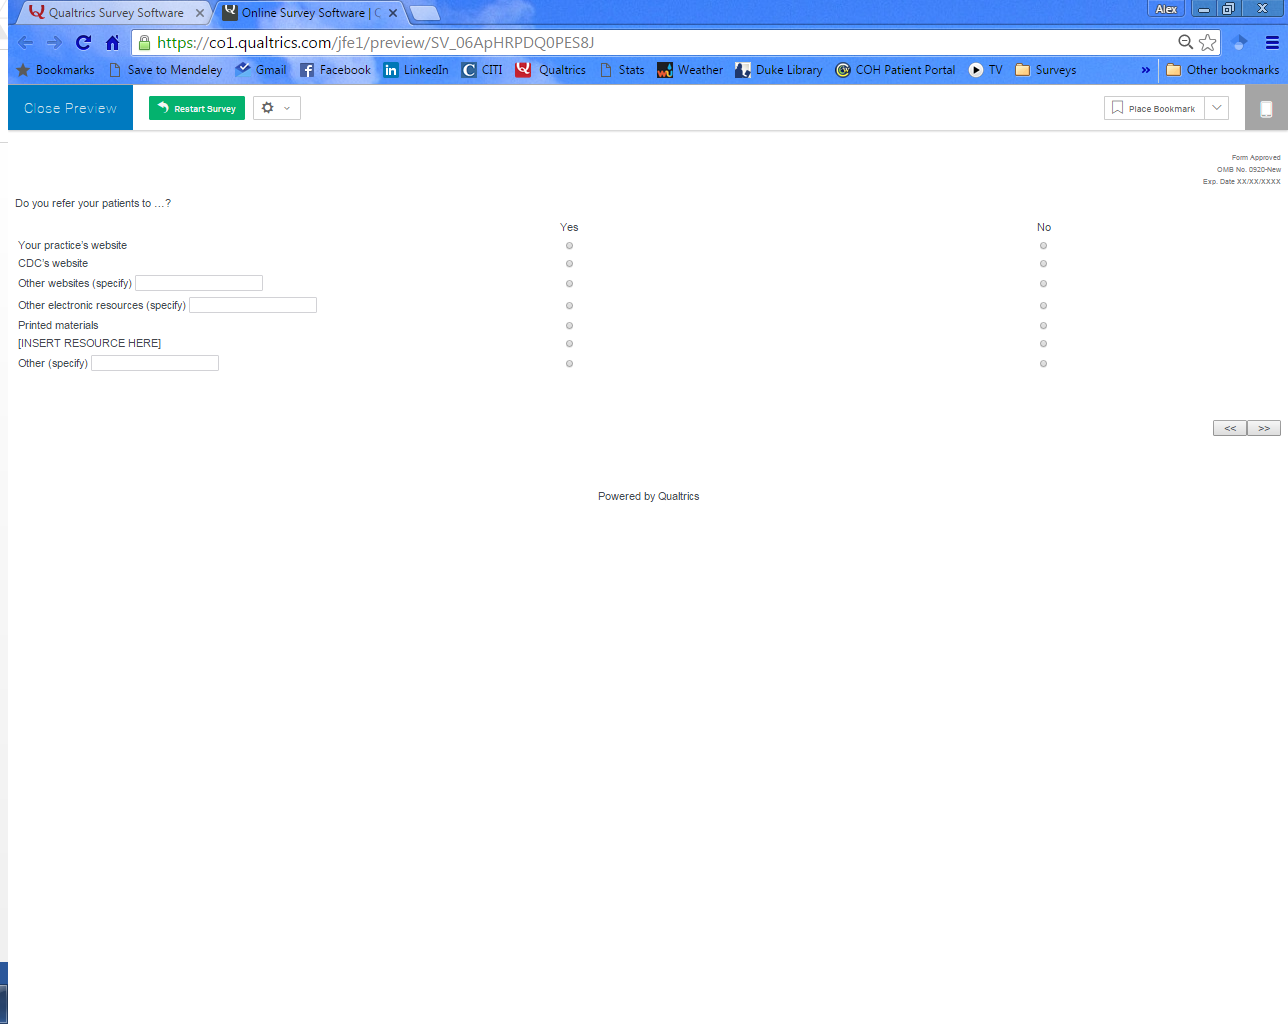 Qualtrics Survey Software
Online Survey Software |
Alex
https://co1.qualtrics.com/jfe1/preview/SV_06ApHRPDQ0PES8J
Bookmarks Save to Mendeley Gmail Facebook LinkedIn CITI Qualtrics Stats Weather Duke Library COH Patient Portal TV Surveys » Other bookmarks
Close Preview Restart Survey Place Bookmark
Form Approved
OMB No. 0920-New
Exp. Date XX/XX/XXXX
Do you refer your patients to …?
Yes No
Your practice's website
CDC's website
Other websites (specify)
Other electronic resources (specify)
Printed materials
[INSERT RESOURCE HERE]
Other (specify)
<< >>
Powered by Qualtrics